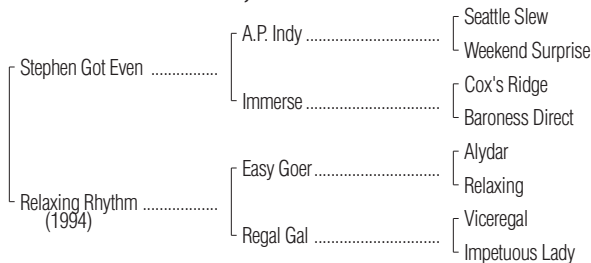 Seattle Slew
A.P. Indy ..............................
Weekend Surprise
Stephen Got Even ...............
Cox's Ridge
Immerse ..............................
Baroness Direct
Alydar
Easy Goer ............................
Relaxing
Relaxing Rhythm .................
(1994)
Viceregal
Regal Gal ............................
Impetuous Lady